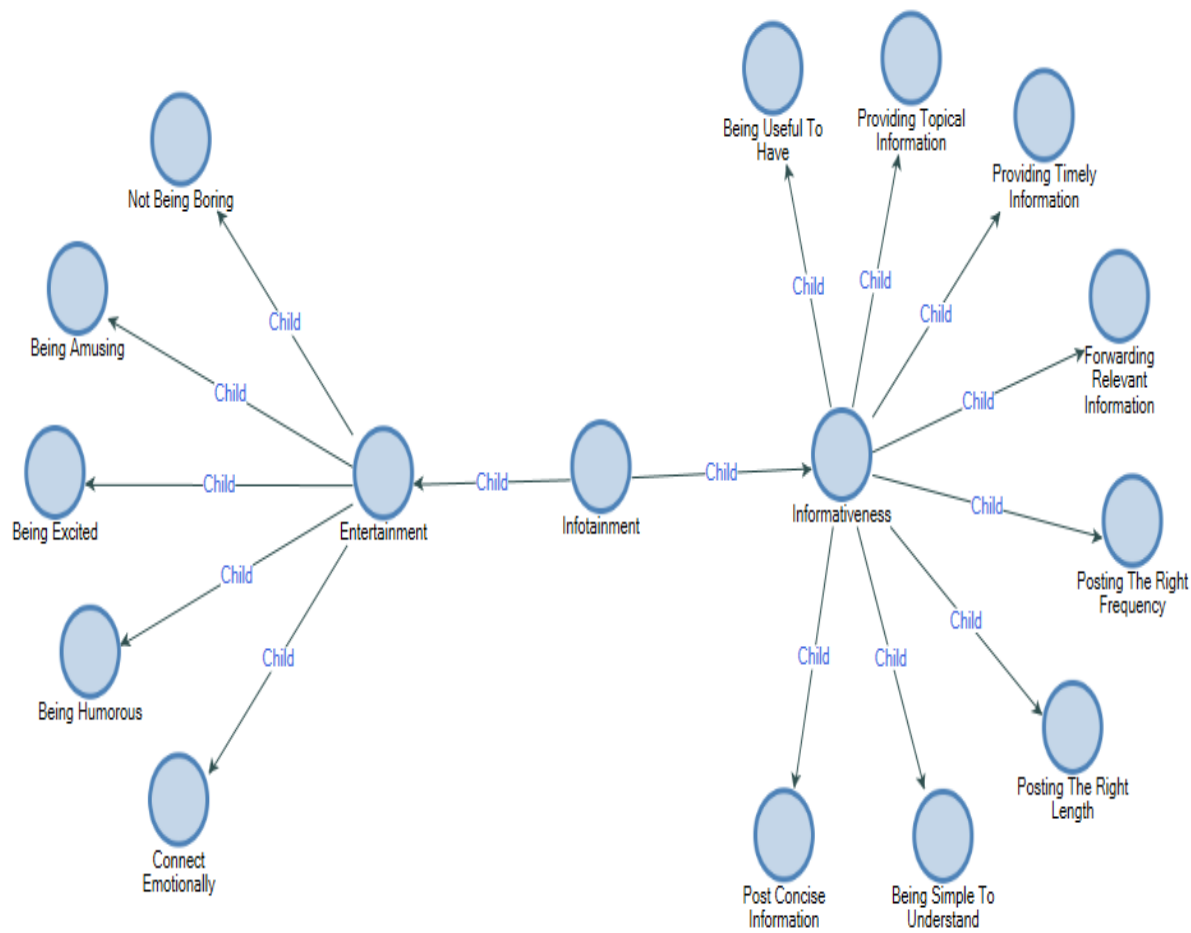 Being Useful To
Have
Providing Topical
Information
Providing Timely
Information
Not Being Boring
Child
Child
Child
Child
Being Amusing
Forwarding
Relevant
Information
Child
Child
Being Excited
Child
Entertainment
Child
Infotainment
Child
Informativeness
Child
Posting The Right
Frequency
Child
Being Humorous
Child
Child
Child
Child
Connect
Emotionally
Posting The Right
Length
Post Concise
Information
Being Simple To
Understand